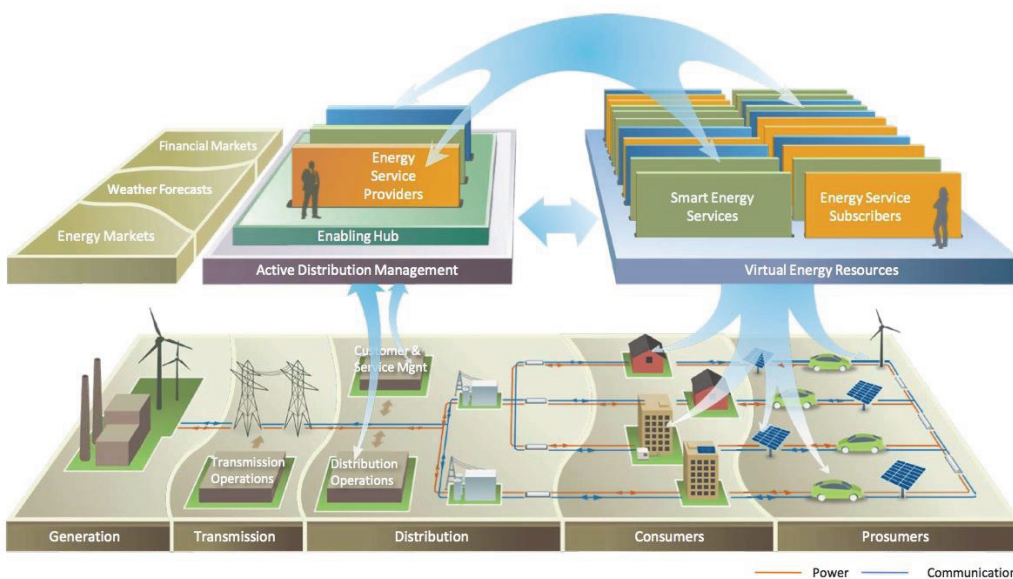 Financial Markets
Weather Forecasts
Energy Markets
Energy
Service
Providers
Enabling Hub
Active Distribution Management
Smart Energy
Services
Energy Service
Subscribers
Virtual Energy Resources
Customer &
Service Mgnt
Transmission
Operations
Distribution
Operations
Generation
Transmission
Distribution
Consumers
Prosumers
Power
Communication